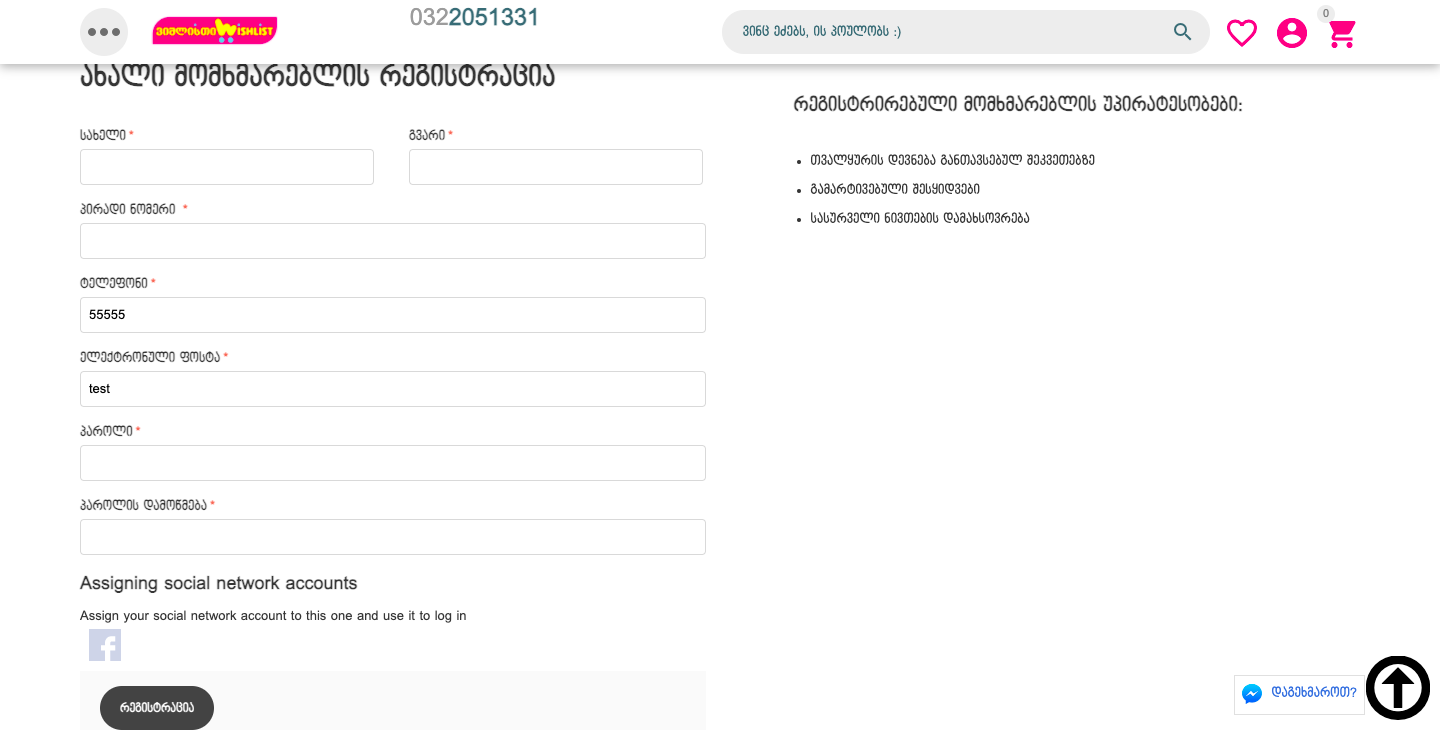 ვიშლისთი WISHLIST
0322051331
ვინც ეძებს, ის პოულობს :)
0
ახალი მომხმარებლის რეგისტრაცია
რეგისტრირებული მომხმარებლის უპირატესობები:
სახელი *
გვარი *
თვალყურის დევნება განთავსებულ შეკვეთებზე
გამარტივებული შესყიდვები
სასურველი ნივთების დამახსოვრება
პირადი ნომერი *
ტელეფონი *
55555
ელექტრონული ფოსტა *
test
პაროლი *
პაროლის დამოწმება *
Assigning social network accounts
Assign your social network account to this one and use it to log in
f
რეგისტრაცია
დაგეხმაროთ?